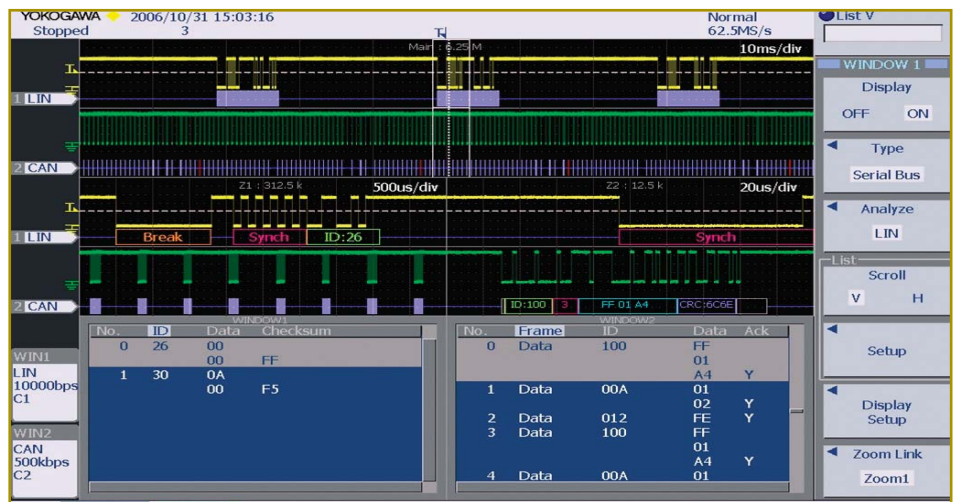 YOKOGAWA 2006/10/31 15:03:16 Normal List V
Stopped 3 62.5MS/s
Main : 6.25 M 10ms/div
WINDOW 1
1 LIN
Display
OFF ON
2 CAN
Type
Serial Bus
Z1 : 312.5 k 500us/div Z2 : 12.5 k 20us/div
Analyze
LIN
1 LIN Break Synch ID:26 Synch
List
Scroll
V H
2 CAN ID:100 3 FF 01 A4 CRC:6C6E
WINDOW1 WINDOW2
No. ID Data Checksum No. Frame ID Data Ack
0 26 00 0 Data 100 FF
00 FF 01
1 30 0A A4 Y
00 F5 1 Data 00A 01
02 Y
2 Data 012 FE Y
3 Data 100 FF
01
A4 Y
4 Data 00A 01
WIN1
LIN
10000bps
C1
WIN2
CAN
500kbps
C2
Setup
Display
Setup
Zoom Link
Zoom1